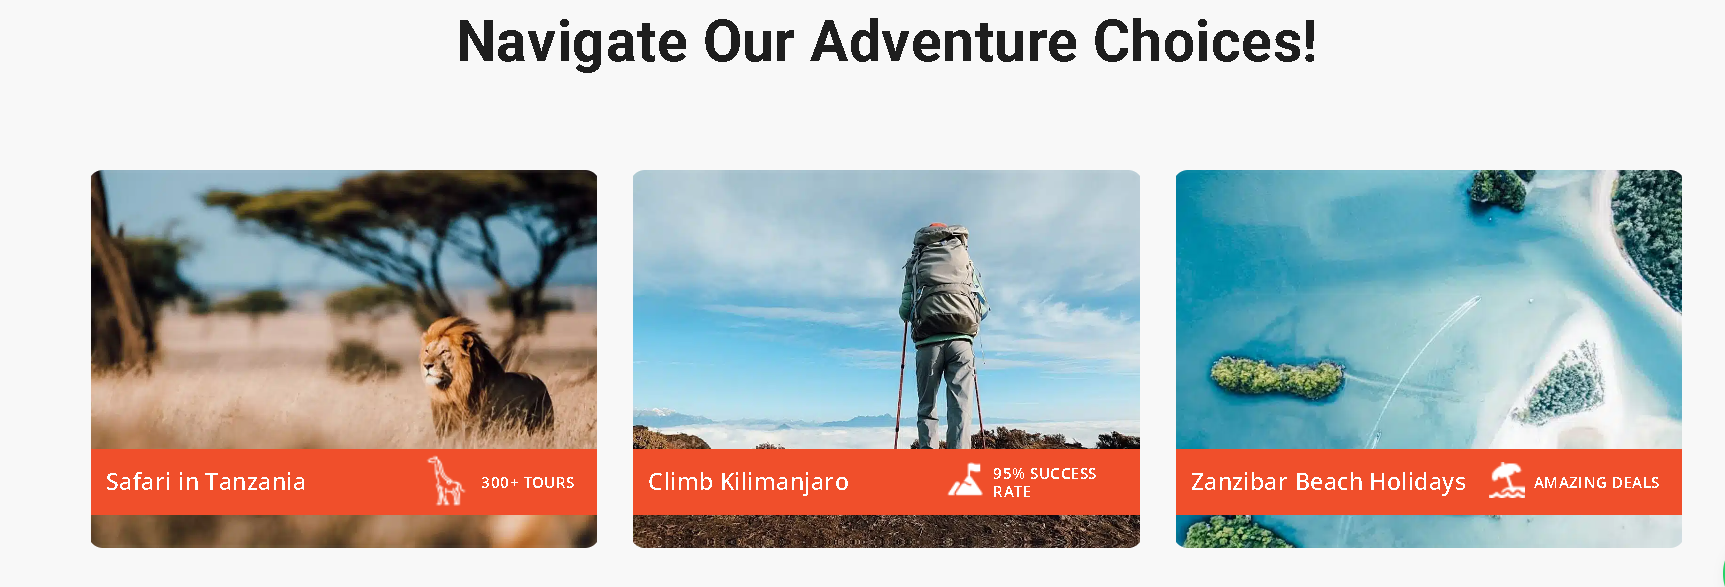 Navigate Our Adventure Choices!
Safari in Tanzania
300+ TOURS
Climb Kilimanjaro
95% SUCCESS
RATE
Zanzibar Beach Holidays
AMAZING DEALS